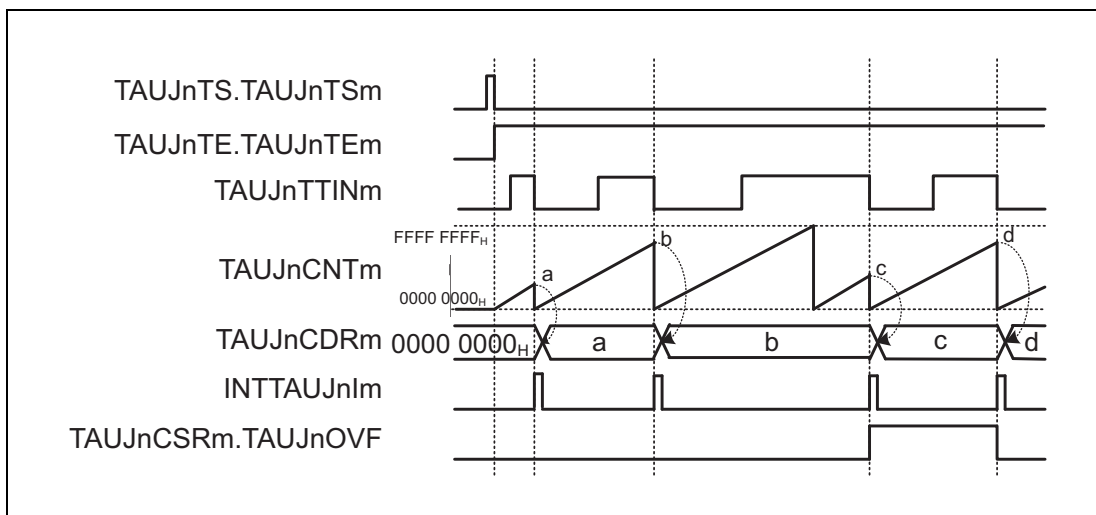 TAUJnTS.TAUJnTSm
TAUJnTE.TAUJnTEm
TAUJnTTINm
FFFF FFFFH
TAUJnCNTm
0000 0000H
a
b
c
d
TAUJnCDRm
0000 0000H
a
b
c
d
INTTAUJnIm
TAUJnCSRm.TAUJnOVF